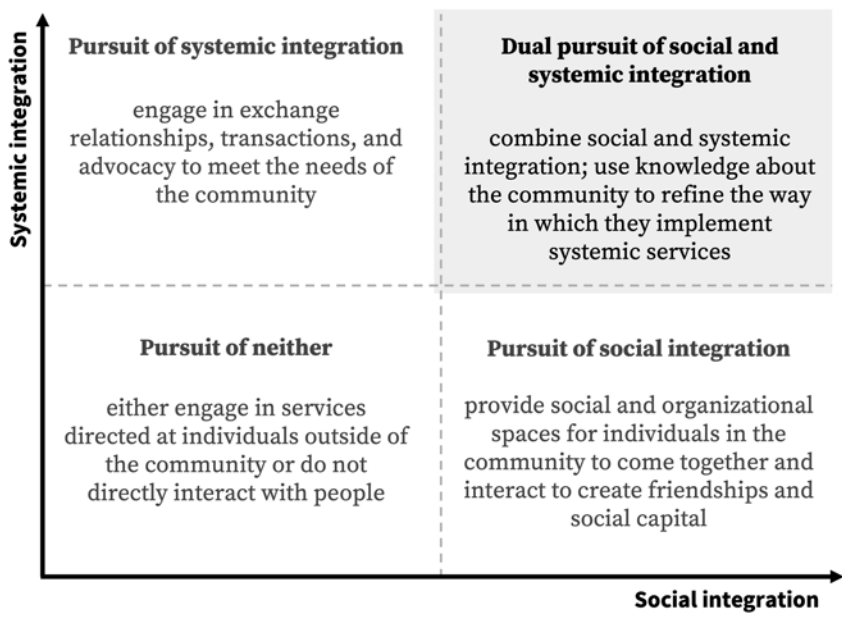 Systemic integration
Pursuit of systemic integration
engage in exchange
relationships, transactions, and
advocacy to meet the needs of
the community
Dual pursuit of social and
systemic integration
combine social and systemic
integration; use knowledge about
the community to refine the way
in which they implement
systemic services
Pursuit of neither
either engage in services
directed at individuals outside of
the community or do not
directly interact with people
Pursuit of social integration
provide social and organizational
spaces for individuals in the
community to come together and
interact to create friendships and
social capital
Social integration